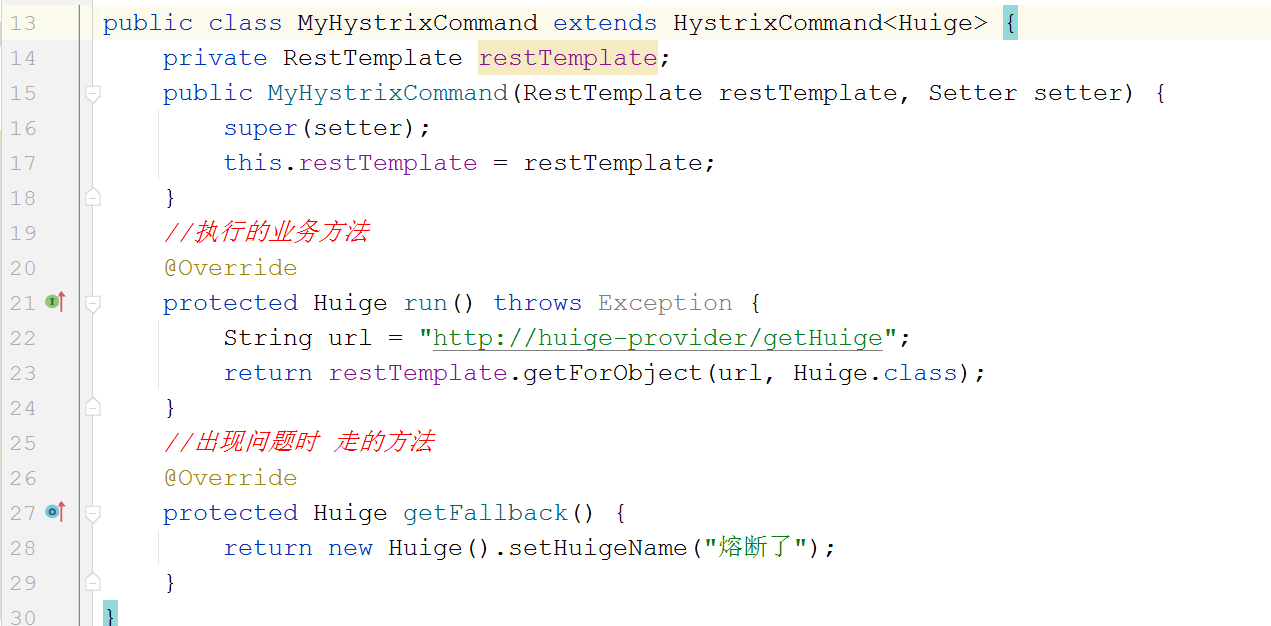 13 public class MyHystrixCommand extends HystrixCommand<Huige> {
14     private RestTemplate restTemplate;
15     public MyHystrixCommand(RestTemplate restTemplate, Setter setter) {
16         super(setter);
17         this.restTemplate = restTemplate;
18     }
19     //执行的业务方法
20     @Override
21     protected Huige run() throws Exception {
22         String url = "http://huige-provider/getHuige";
23         return restTemplate.getForObject(url, Huige.class);
24     }
25     //出现问题时 走的方法
26     @Override
27     protected Huige getFallback() {
28         return new Huige().setHuigeName("熔断了");
29     }
30 }